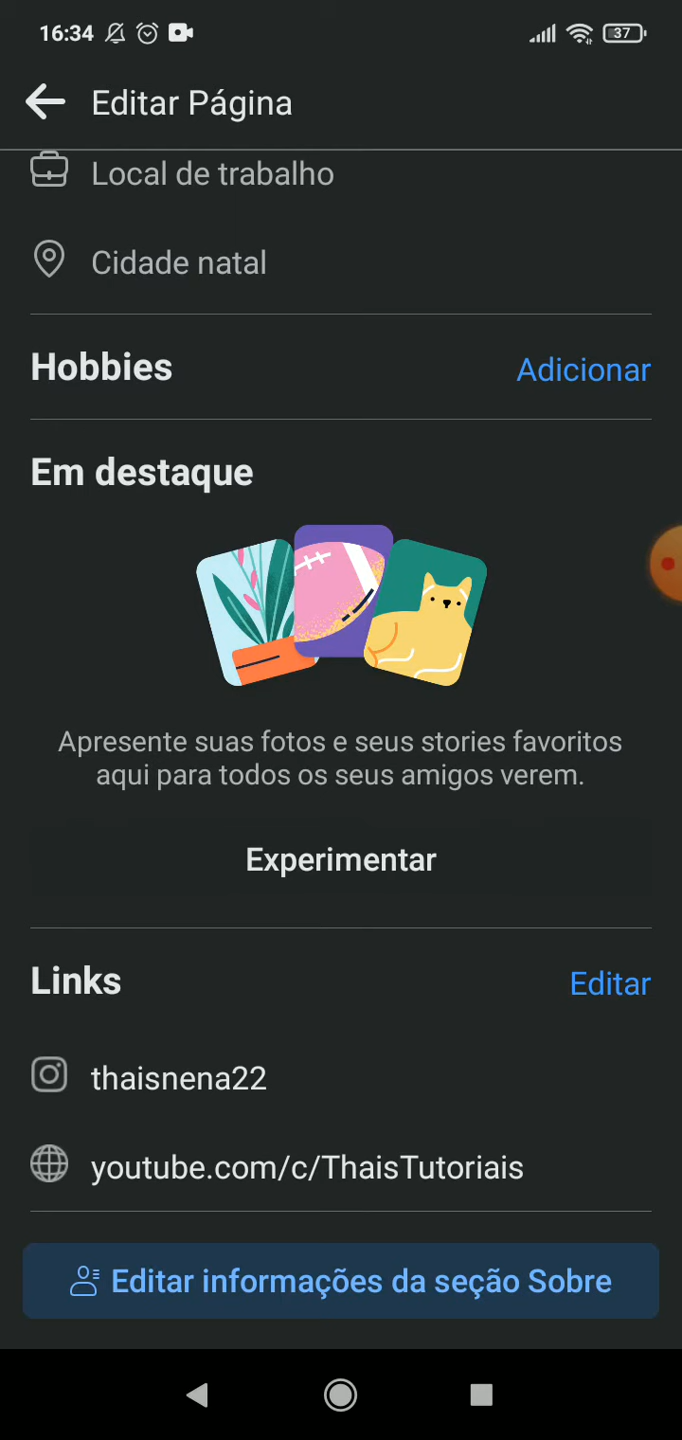 16:34
37
Editar Página
Local de trabalho
Cidade natal
Hobbies
Adicionar
Em destaque
Apresente suas fotos e seus stories favoritos
aqui para todos os seus amigos verem.
Experimentar
Links
Editar
thaisnena22
youtube.com/c/ThaisTutoriais
Editar informações da seção Sobre